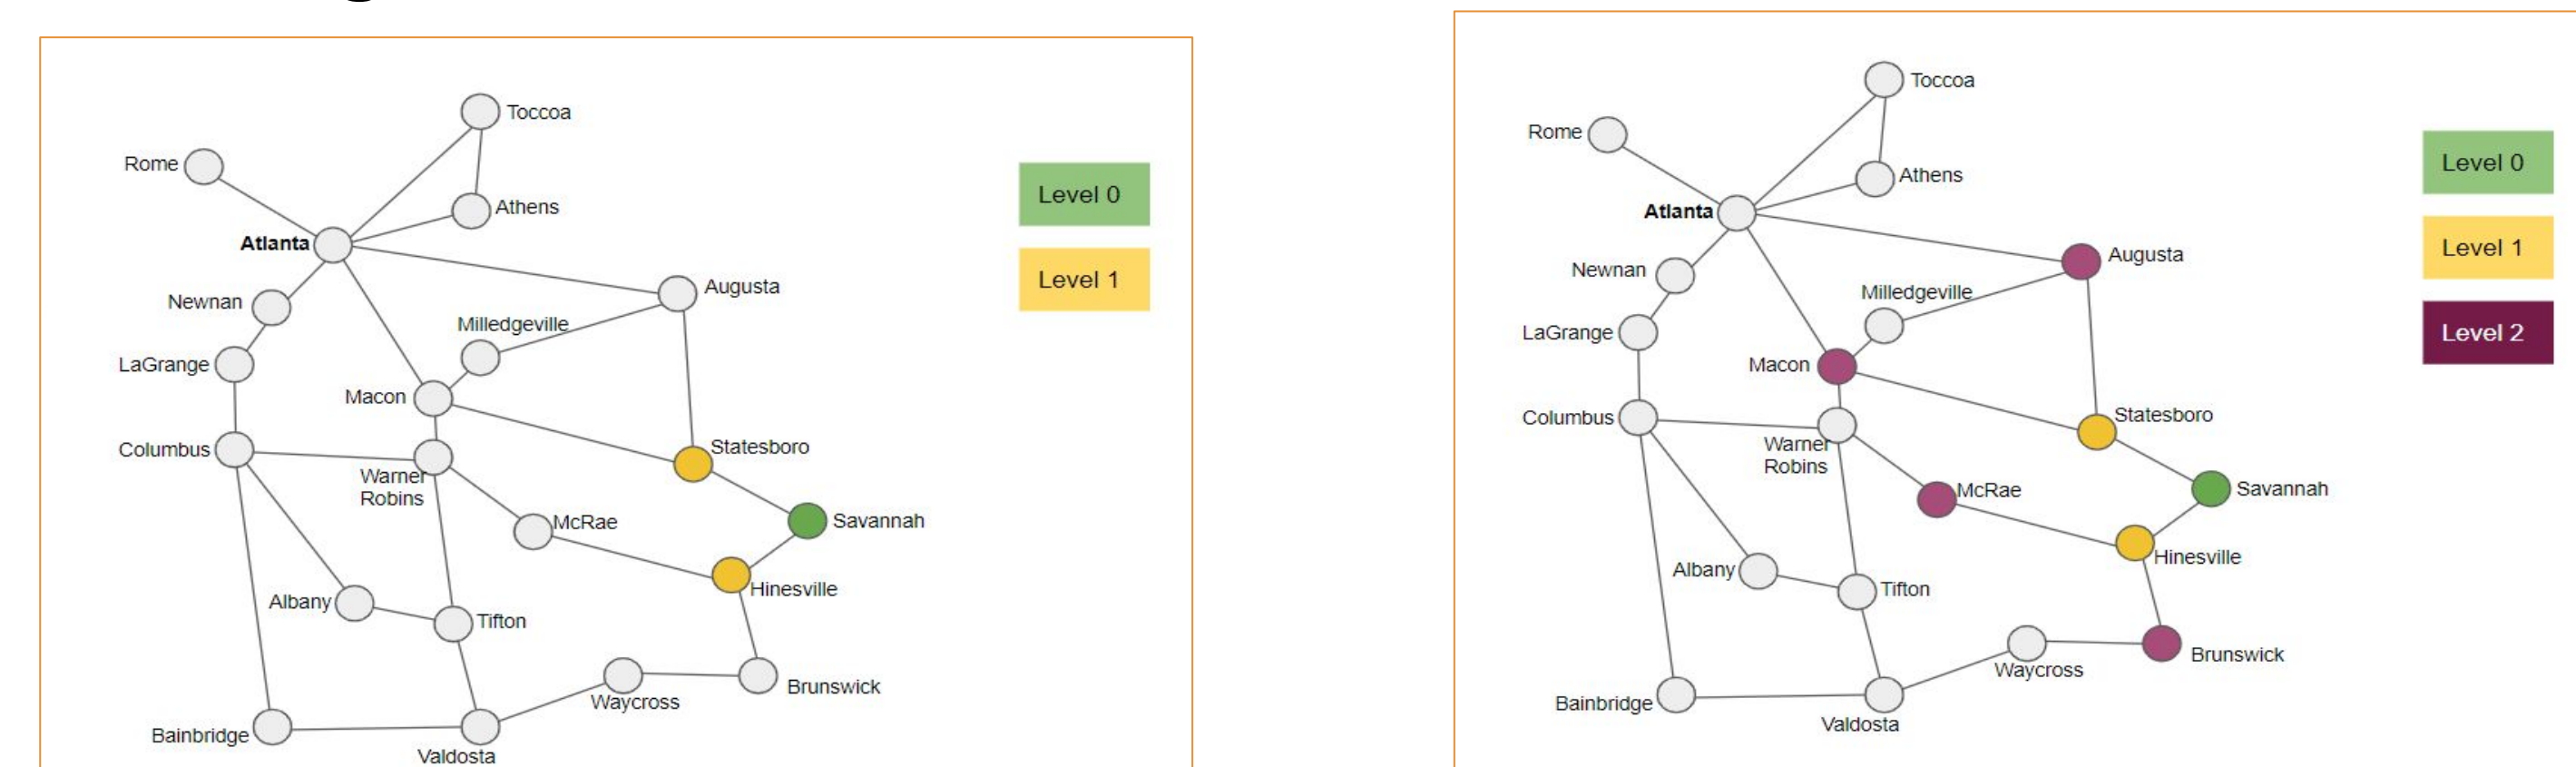 Toccoa
Rome
Athens
Atlanta
Augusta
Newnan
Milledgeville
LaGrange
Macon
Columbus
Statesboro
Warner
Robins
McRae
Savannah
Hinesville
Albany
Tifton
Brunswick
Waycross
Bainbridge
Valdosta
Level 0
Level 1
Toccoa
Rome
Athens
Atlanta
Augusta
Newnan
Milledgeville
LaGrange
Macon
Columbus
Statesboro
Warner
Robins
McRae
Savannah
Hinesville
Albany
Tifton
Brunswick
Waycross
Bainbridge
Valdosta
Level 0
Level 1
Level 2